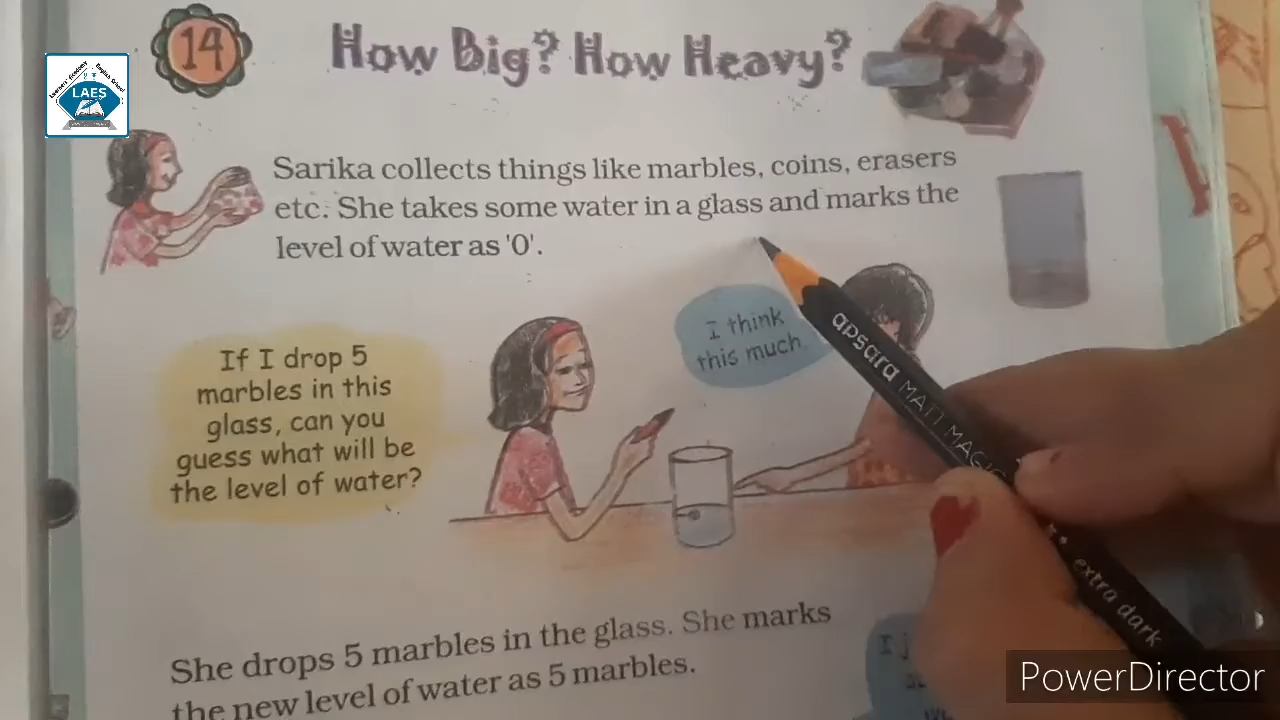 14
How Big? How Heavy?
LAES
Sarika collects things like marbles, coins, erasers
etc. She takes some water in a glass and marks the
level of water as '0'.
If I drop 5
marbles in this
glass, can you
guess what will be
the level of water?
I think
this much
apsara MATT MAGIC
extra dark
She drops 5 marbles in the glass. She marks
the new level of water as 5 marbles.
I j
PowerDirector